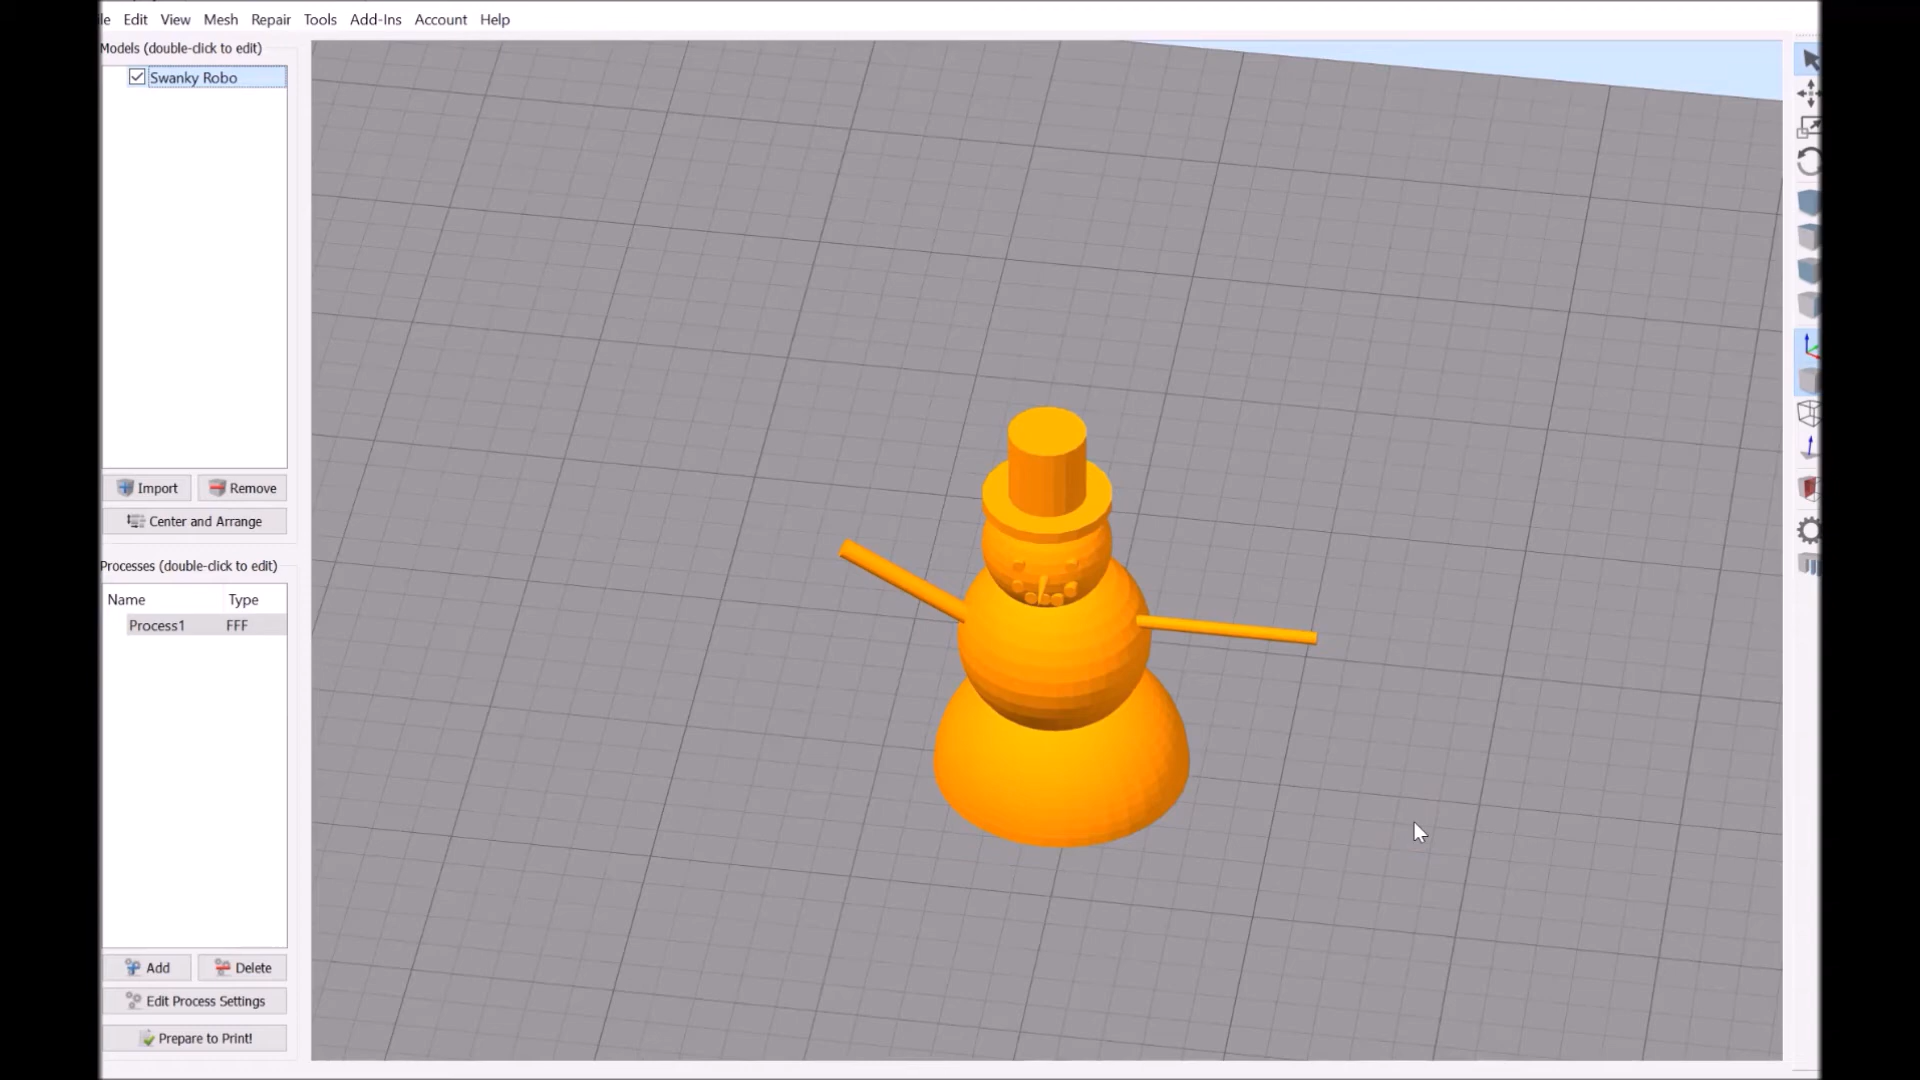 le Edit View Mesh Repair Tools Add-Ins Account Help
Models (double-click to edit)
Swanky Robo
Import Remove
Center and Arrange
Processes (double-click to edit)
Name Type
Process1 FFF
Add Delete
Edit Process Settings
Prepare to Print!